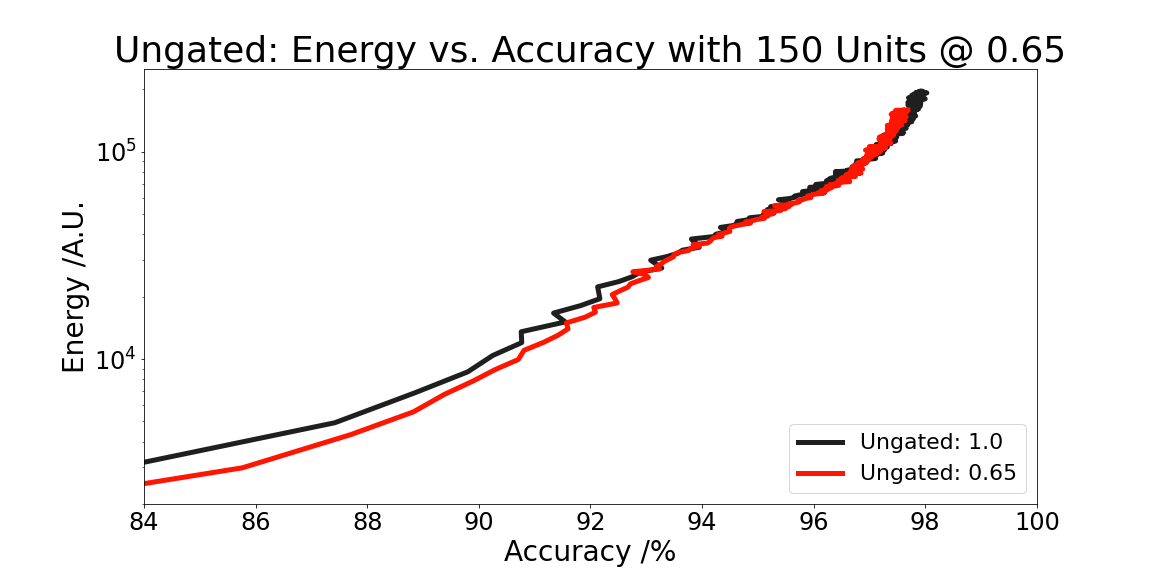 Ungated: Energy vs. Accuracy with 150 Units @ 0.65
Energy /A.U.
10^5
10^4
Ungated: 1.0
Ungated: 0.65
84 86 88 90 92 94 96 98 100
Accuracy /%